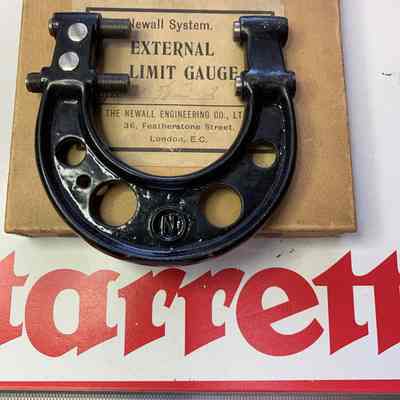 Newall System.
EXTERNAL
LIMIT GAUGE
THE NEWALL ENGINEERING CO., LT
36, Featherstone Street,
London, E.C.
N
tarrett